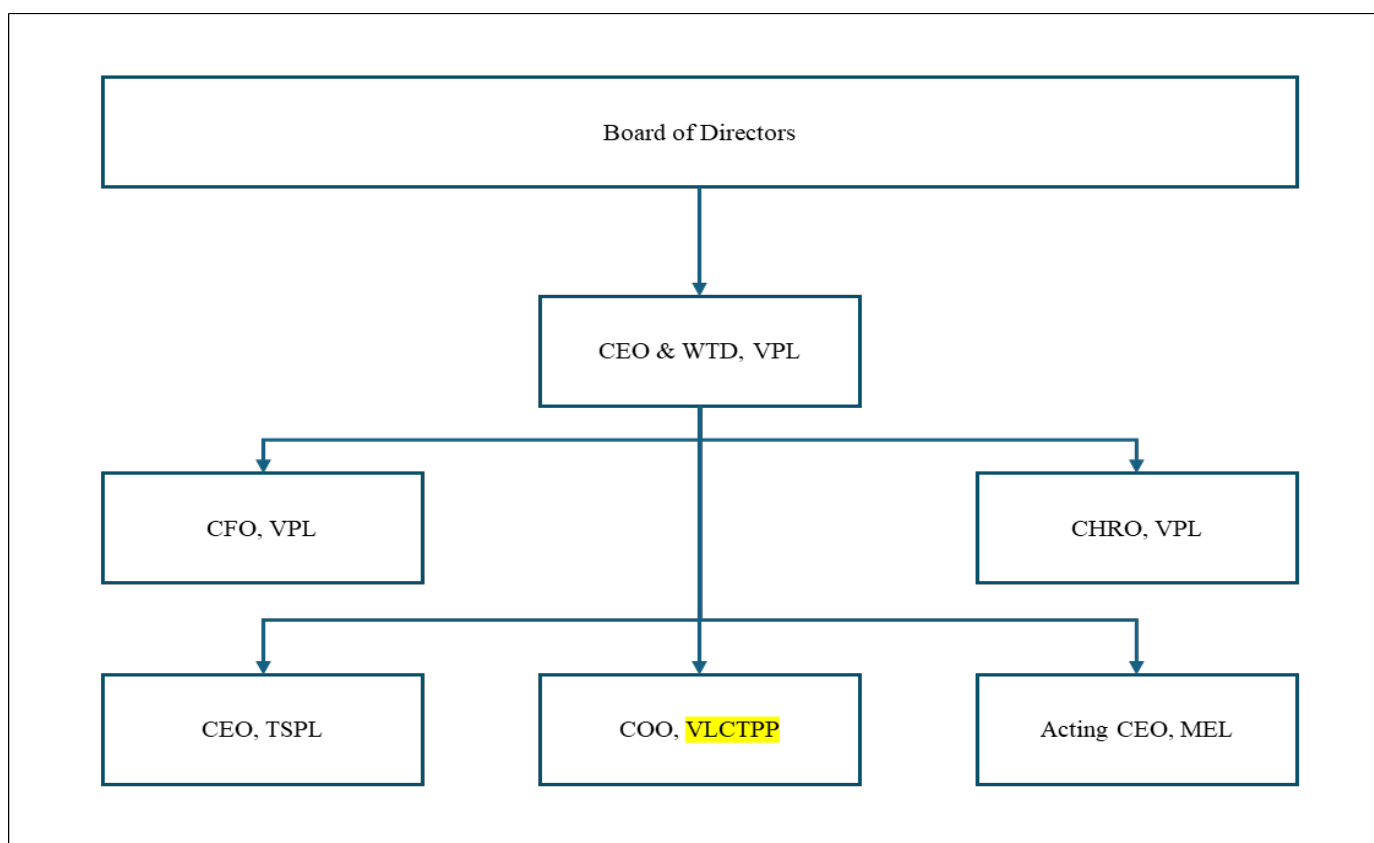 Board of Directors
CEO & WTD, VPL
CFO, VPL
CHRO, VPL
CEO, TSPL
COO, VLCTPP
Acting CEO, MEL